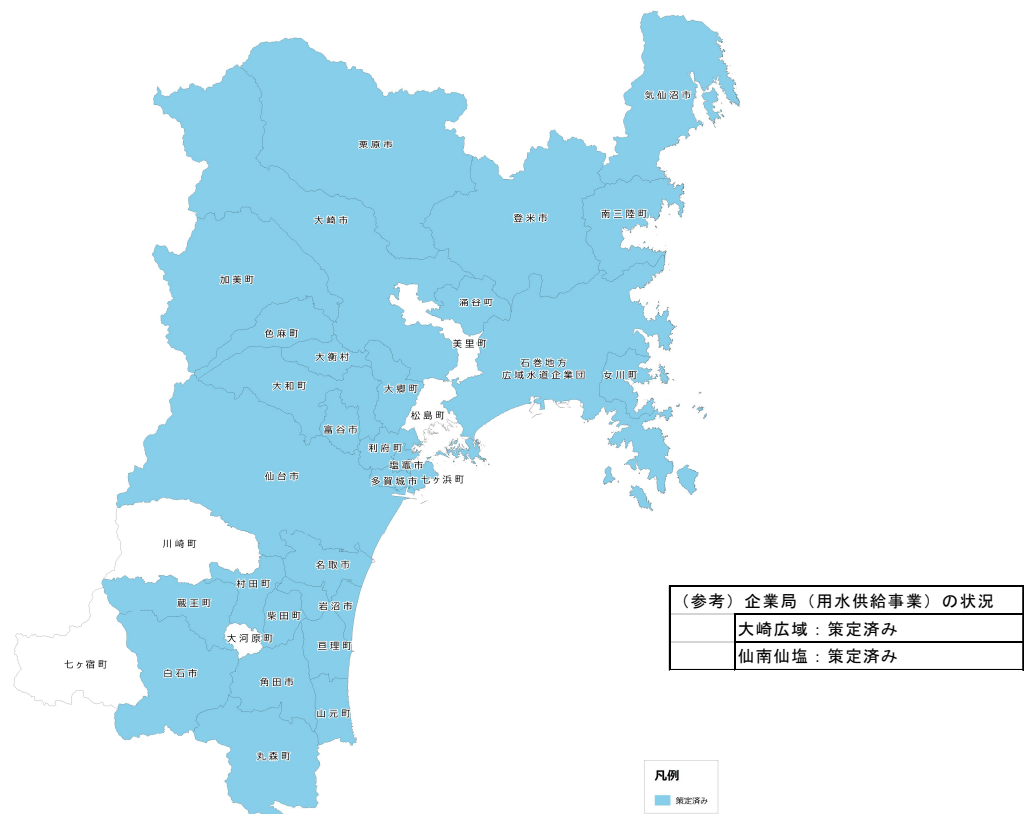 気仙沼市
栗原市
大崎市
登米市
南三陸町
加美町
涌谷町
色麻町
美里町
大衡村
石巻地方
広域水道企業団
女川町
大和町
大郷町
松島町
富谷市
利府町
塩竈市
仙台市
多賀城市
七ヶ浜町
川崎町
名取市
村田町
蔵王町
岩沼市
柴田町
大河原町
亘理町
七ヶ宿町
白石市
角田市
山元町
丸森町
(参考)企業局(用水供給事業)の状況
大崎広域:策定済み
仙南仙塩:策定済み
凡例
策定済み